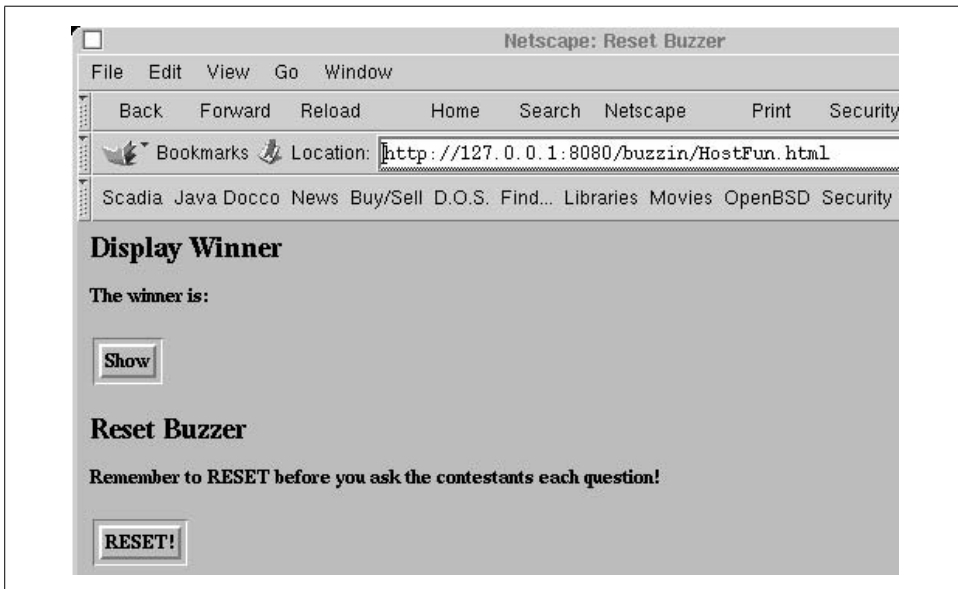 Netscape: Reset Buzzer
File Edit View Go Window
Back Forward Reload Home Search Netscape Print Security
Bookmarks Location: http://127.0.0.1:8080/buzzin/HostFun.html
Scadia Java Docco News Buy/Sell D.O.S. Find... Libraries Movies OpenBSD Security
Display Winner
The winner is:
Show
Reset Buzzer
Remember to RESET before you ask the contestants each question!
RESET!